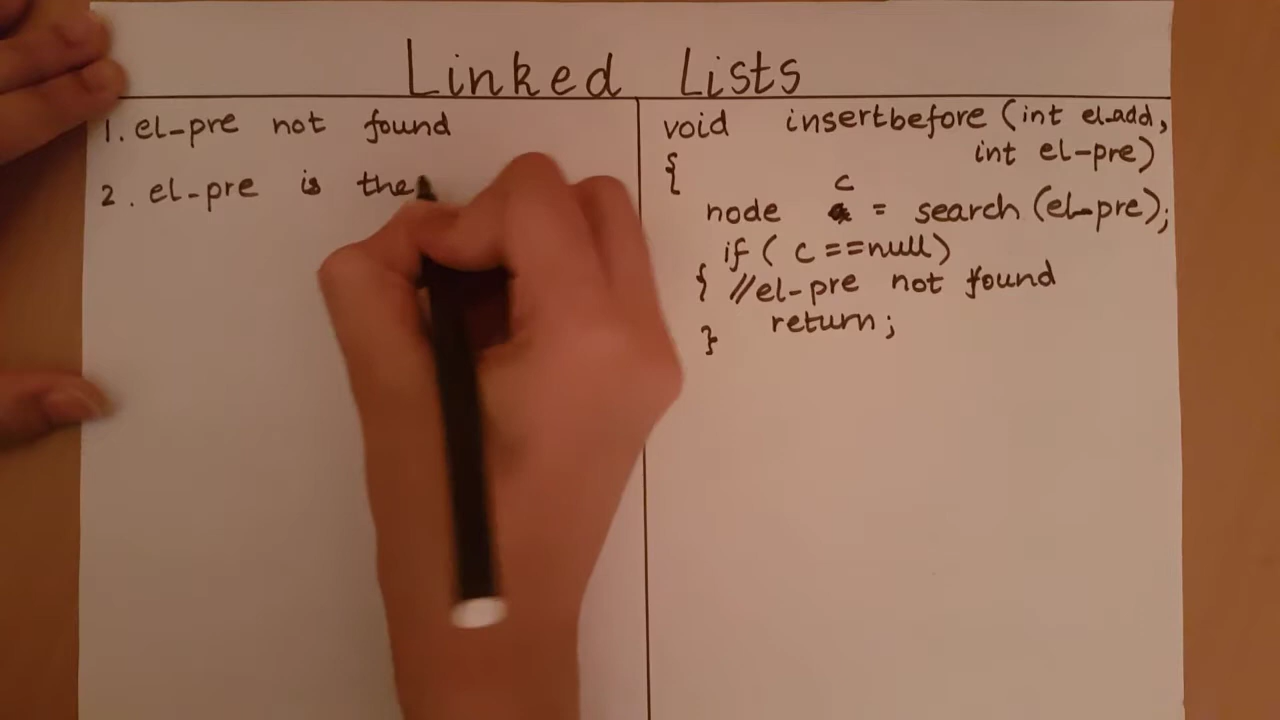 Linked Lists
1. el-pre not found
2. el-pre is the
void insertbefore (int el-add,
int el-pre)
{
c
node = search (el-pre);
if ( c ==null)
{ //el-pre not found
return;
}